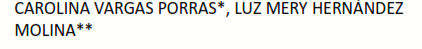 CAROLINA VARGAS PORRAS*, LUZ MERY HERNÁNDEZ
MOLINA**